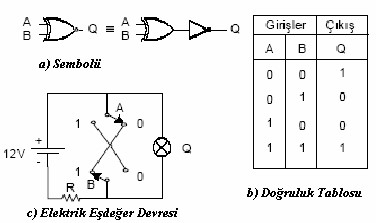 A
B
Q
≡
A
B
Q
a) Sembolü
Girişler Çıkış
A B Q
0 0 1
0 1 0
1 0 0
1 1 1
b) Doğruluk Tablosu
A
1 0
+
12V
-
Q
1 0
B
R
c) Elektrik Eşdeğer Devresi